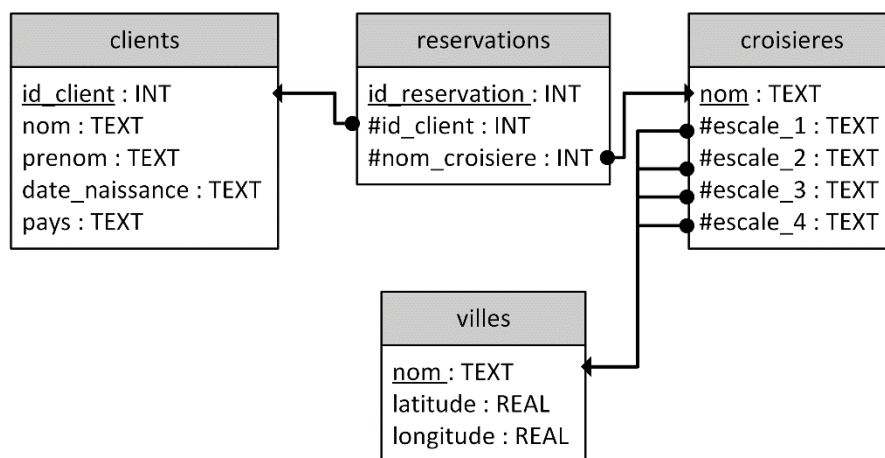 clients
id_client : INT
nom : TEXT
prenom : TEXT
date_naissance : TEXT
pays : TEXT
reservations
id_reservation : INT
#id_client : INT
#nom_croisiere : INT
croisieres
nom : TEXT
#escale_1 : TEXT
#escale_2 : TEXT
#escale_3 : TEXT
#escale_4 : TEXT
villes
nom : TEXT
latitude : REAL
longitude : REAL